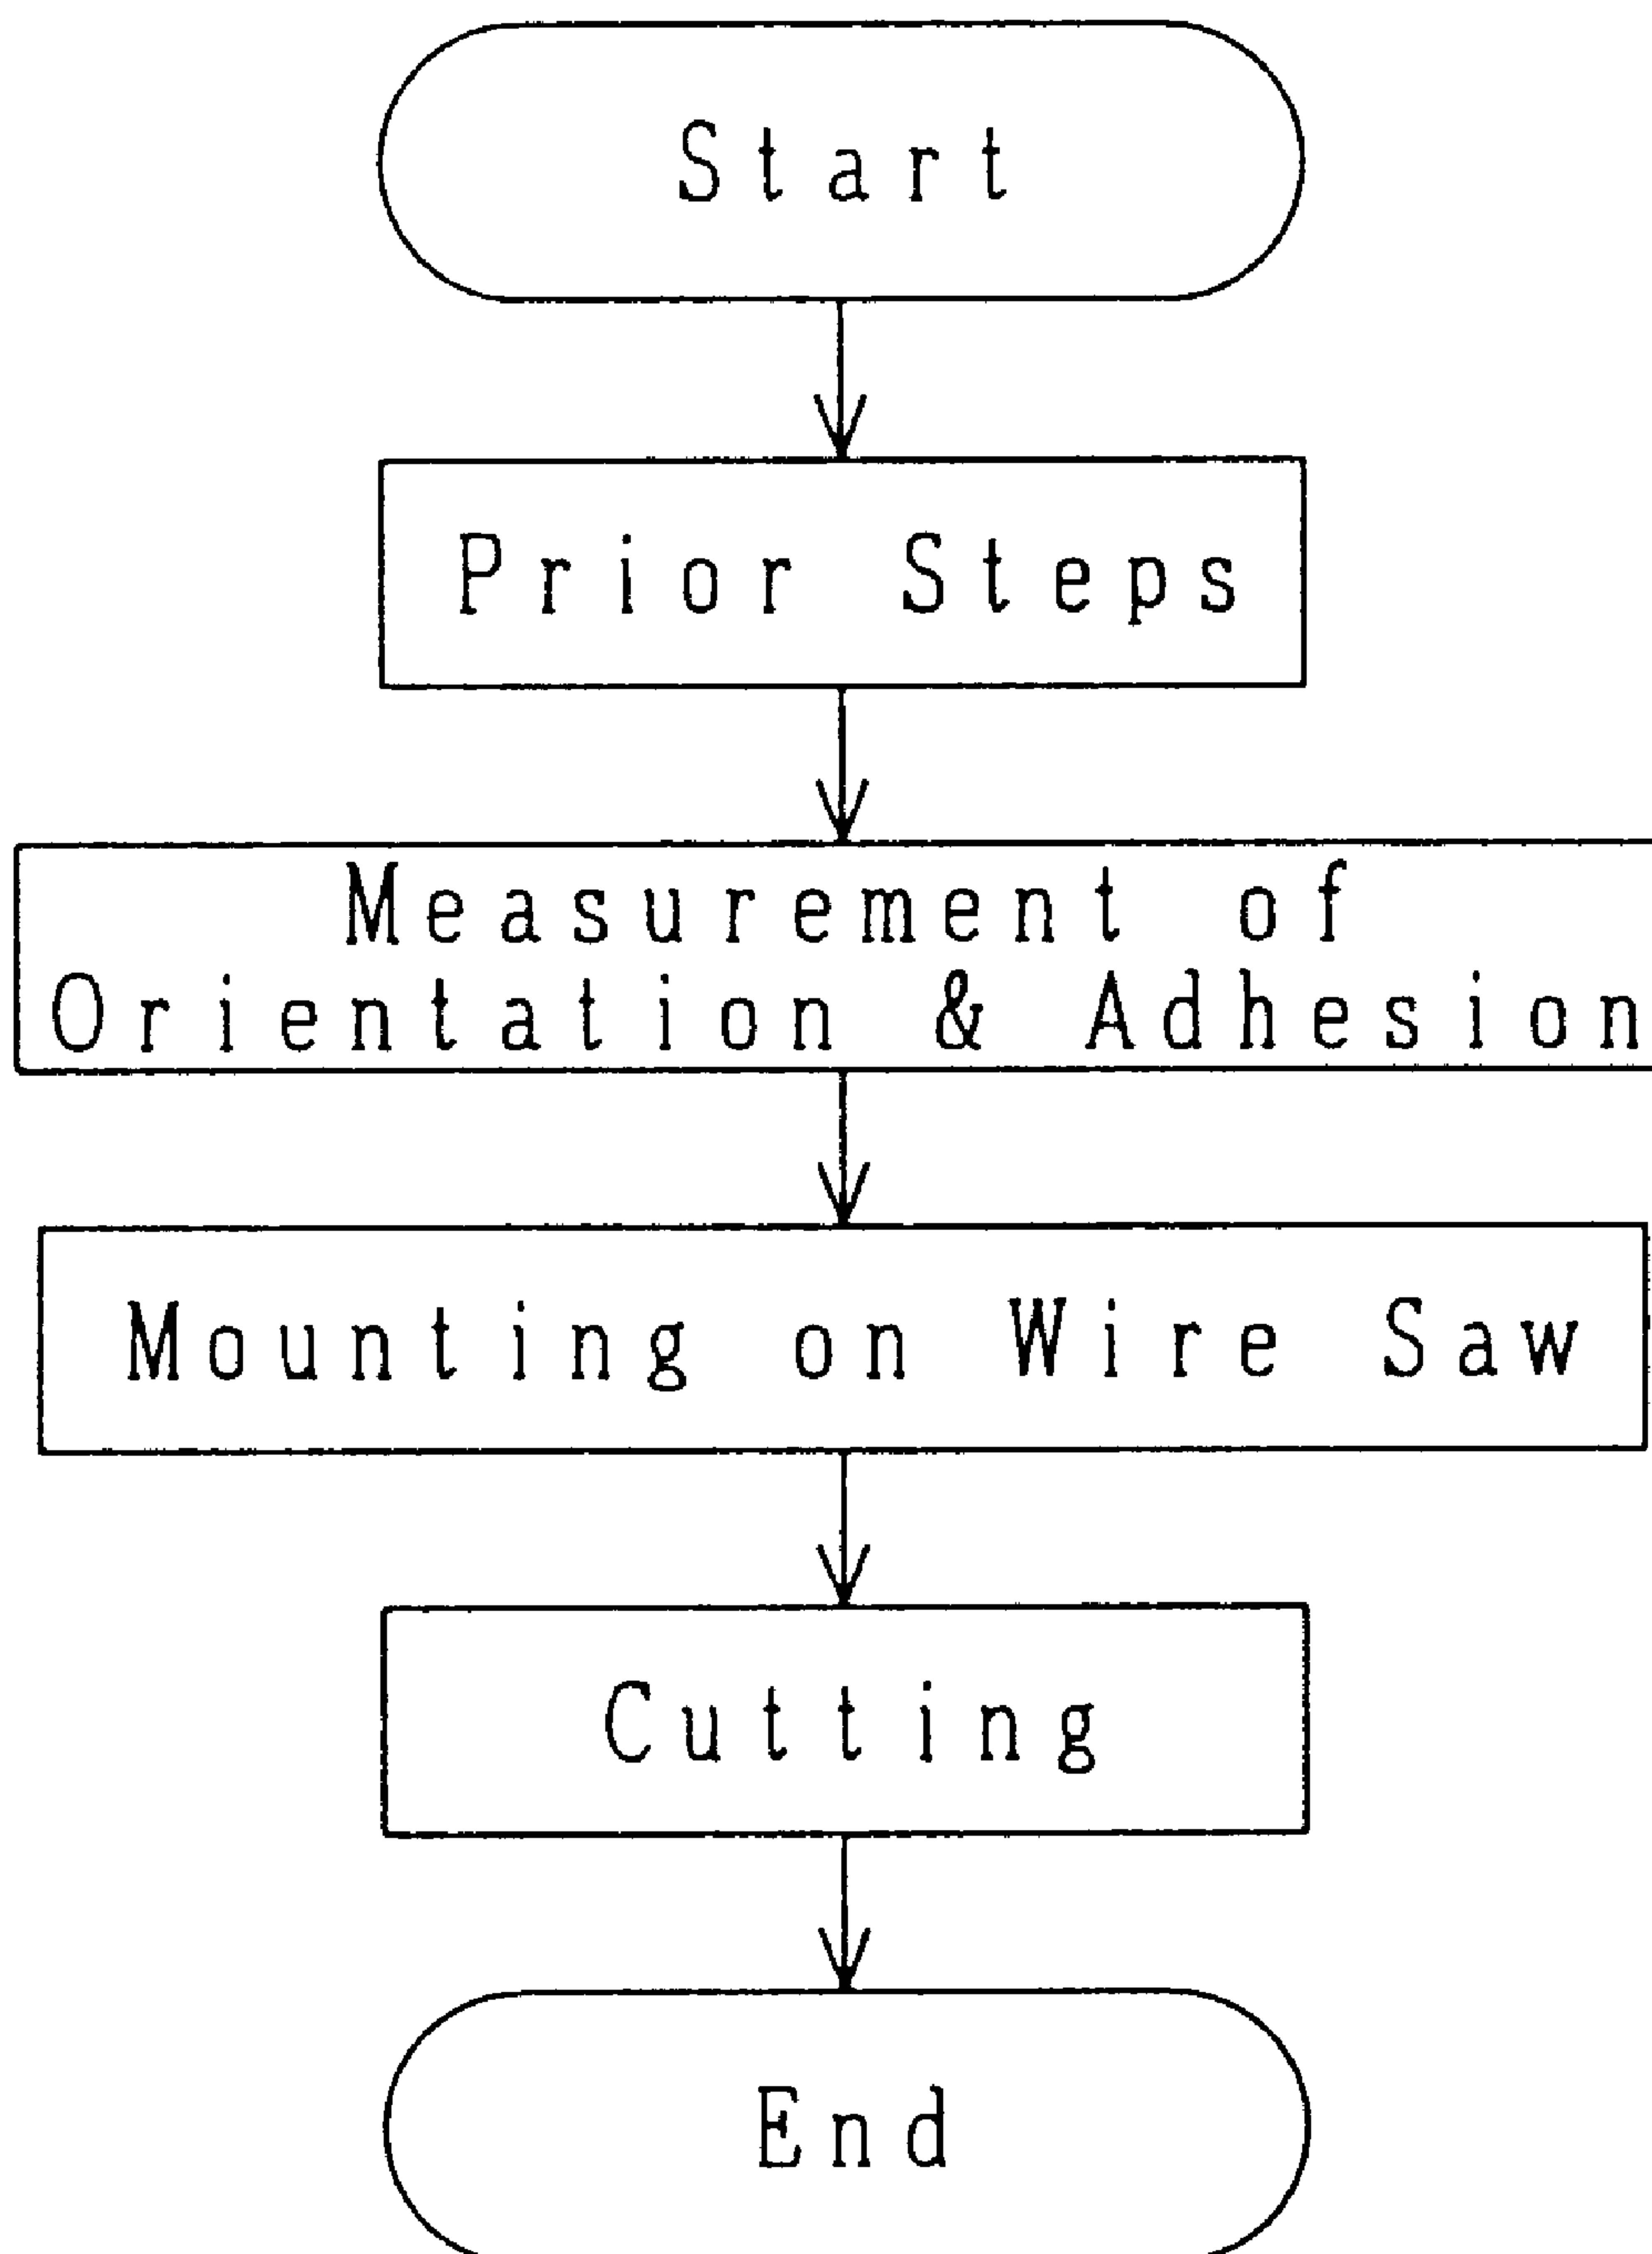 Start
Prior Steps
Measurement of
Orientation & Adhesion
Mounting on Wire Saw
Cutting
End